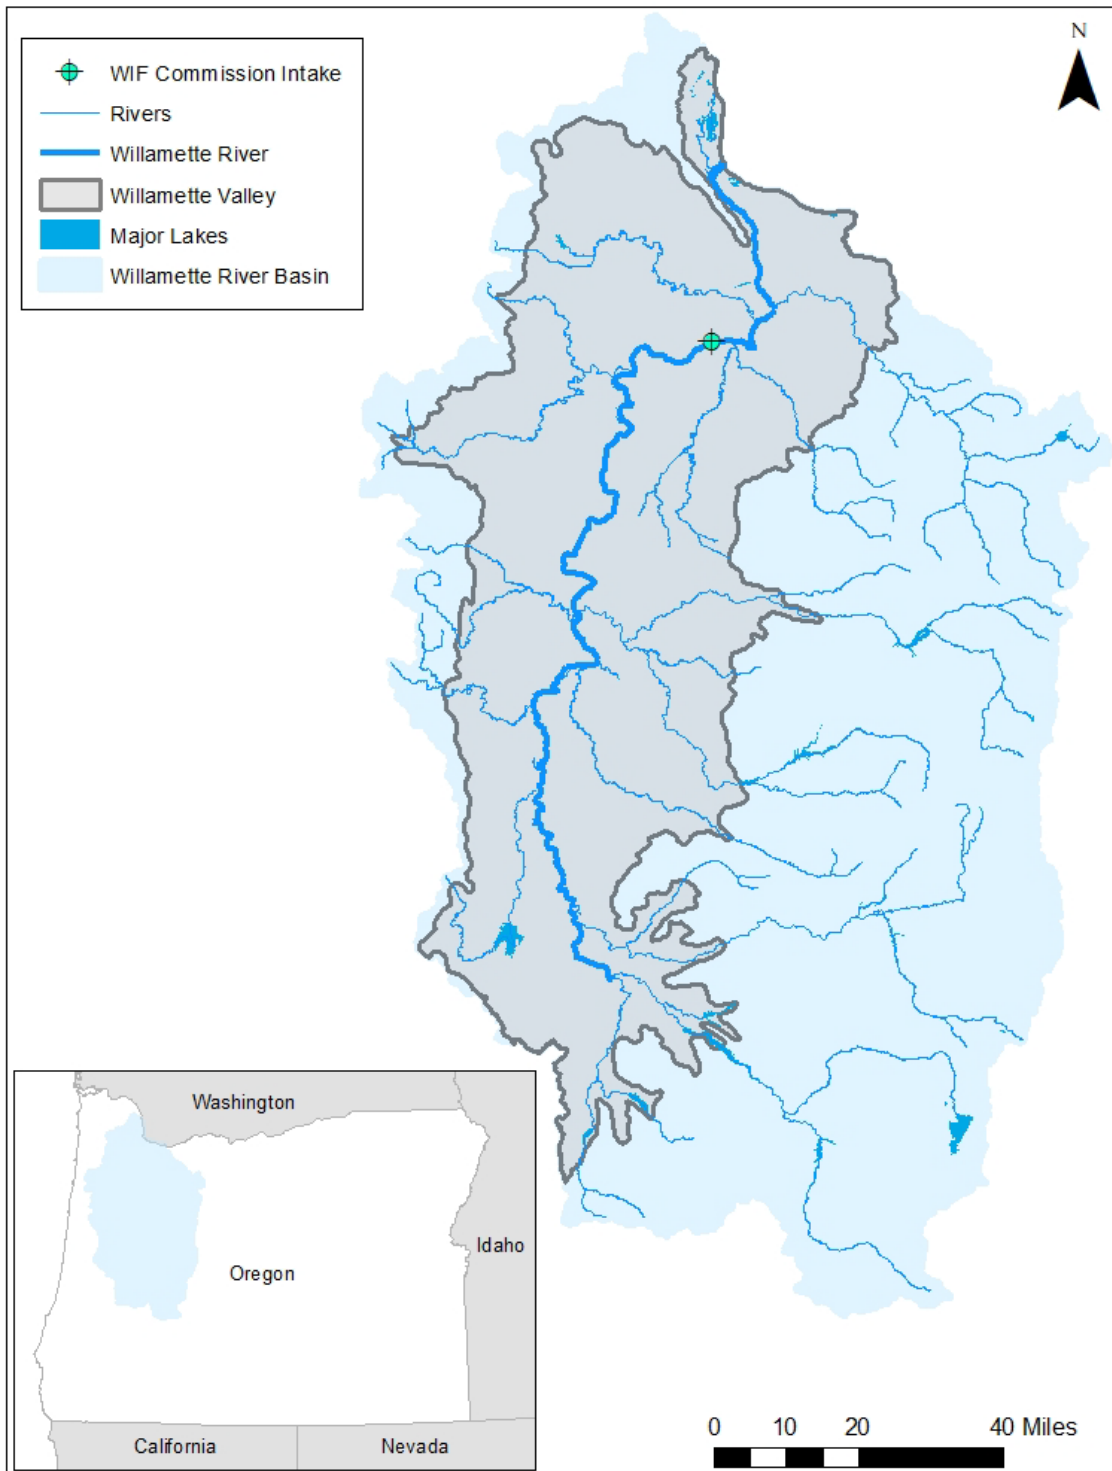 N
WIF Commission Intake
Rivers
Willamette River
Willamette Valley
Major Lakes
Willamette River Basin
Washington
Idaho
Oregon
California
Nevada
0 10 20 40 Miles